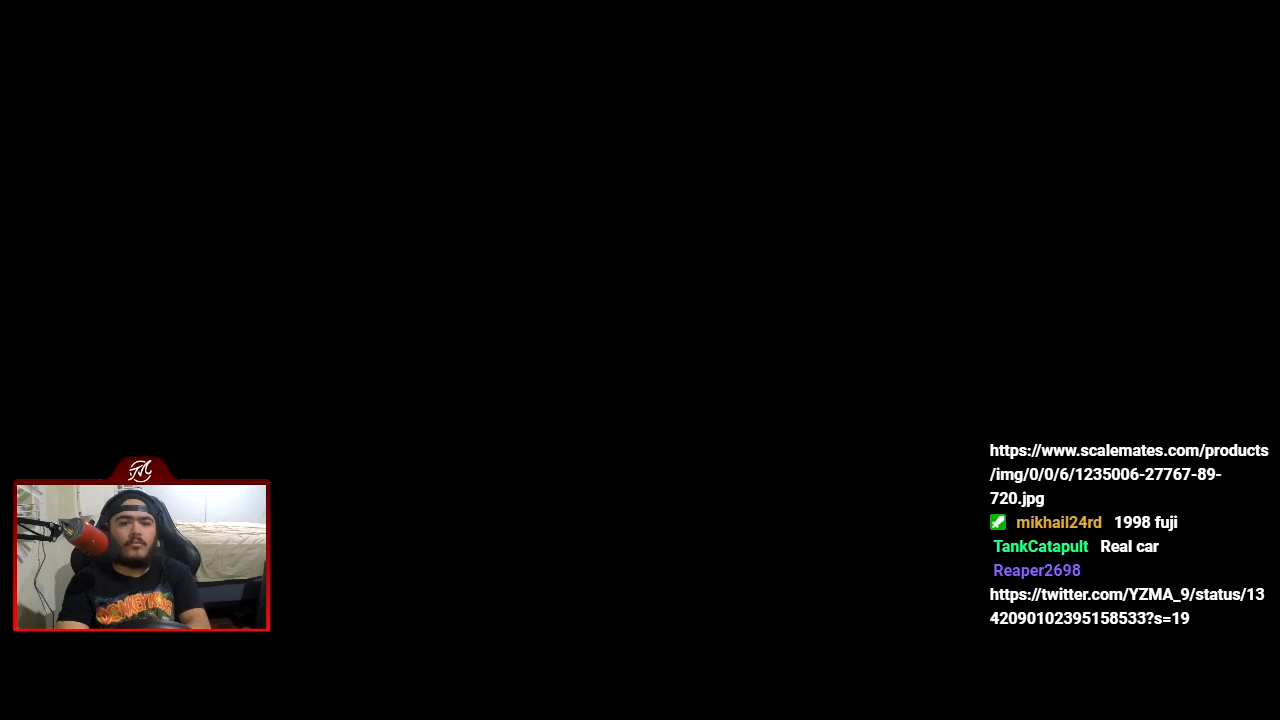 https://www.scalemates.com/products
/img/0/0/6/1235006-27767-89-
720.jpg
mikhail24rd 1998 fuji
TankCatapult Real car
Reaper2698
https://twitter.com/YZMA_9/status/13
42090102395158533?s=19